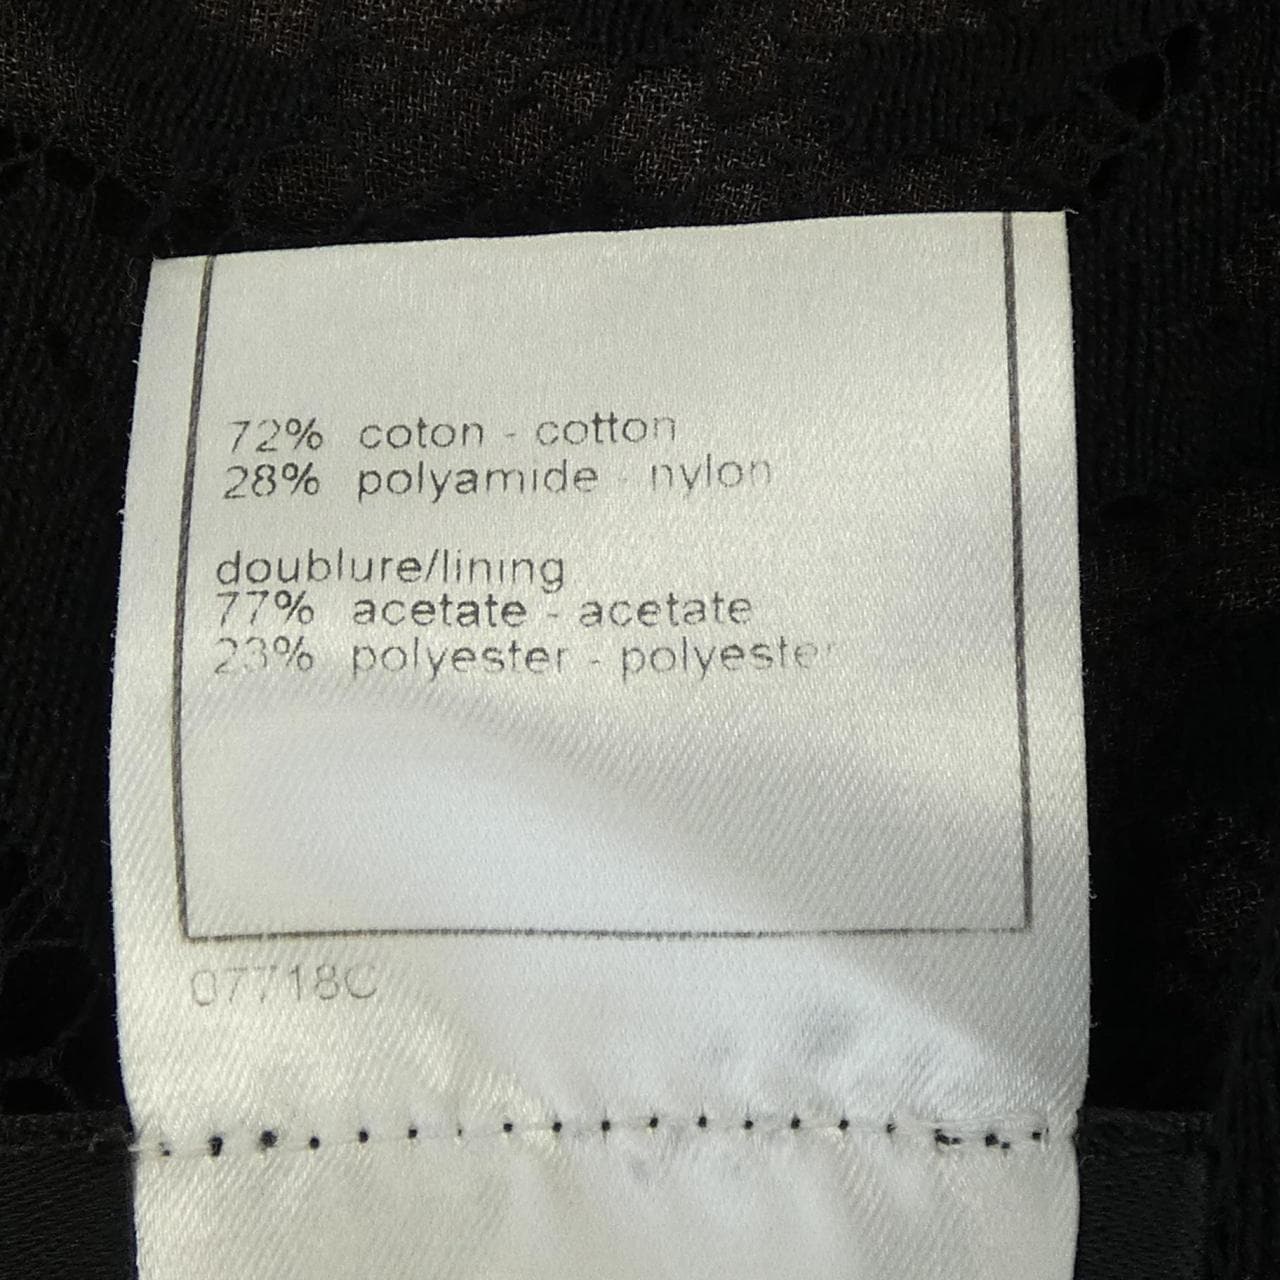 72% coton - cotton
28% polyamide - nylon
doublure/lining
77% acetate - acetate
23% polyester - polyester
07718C